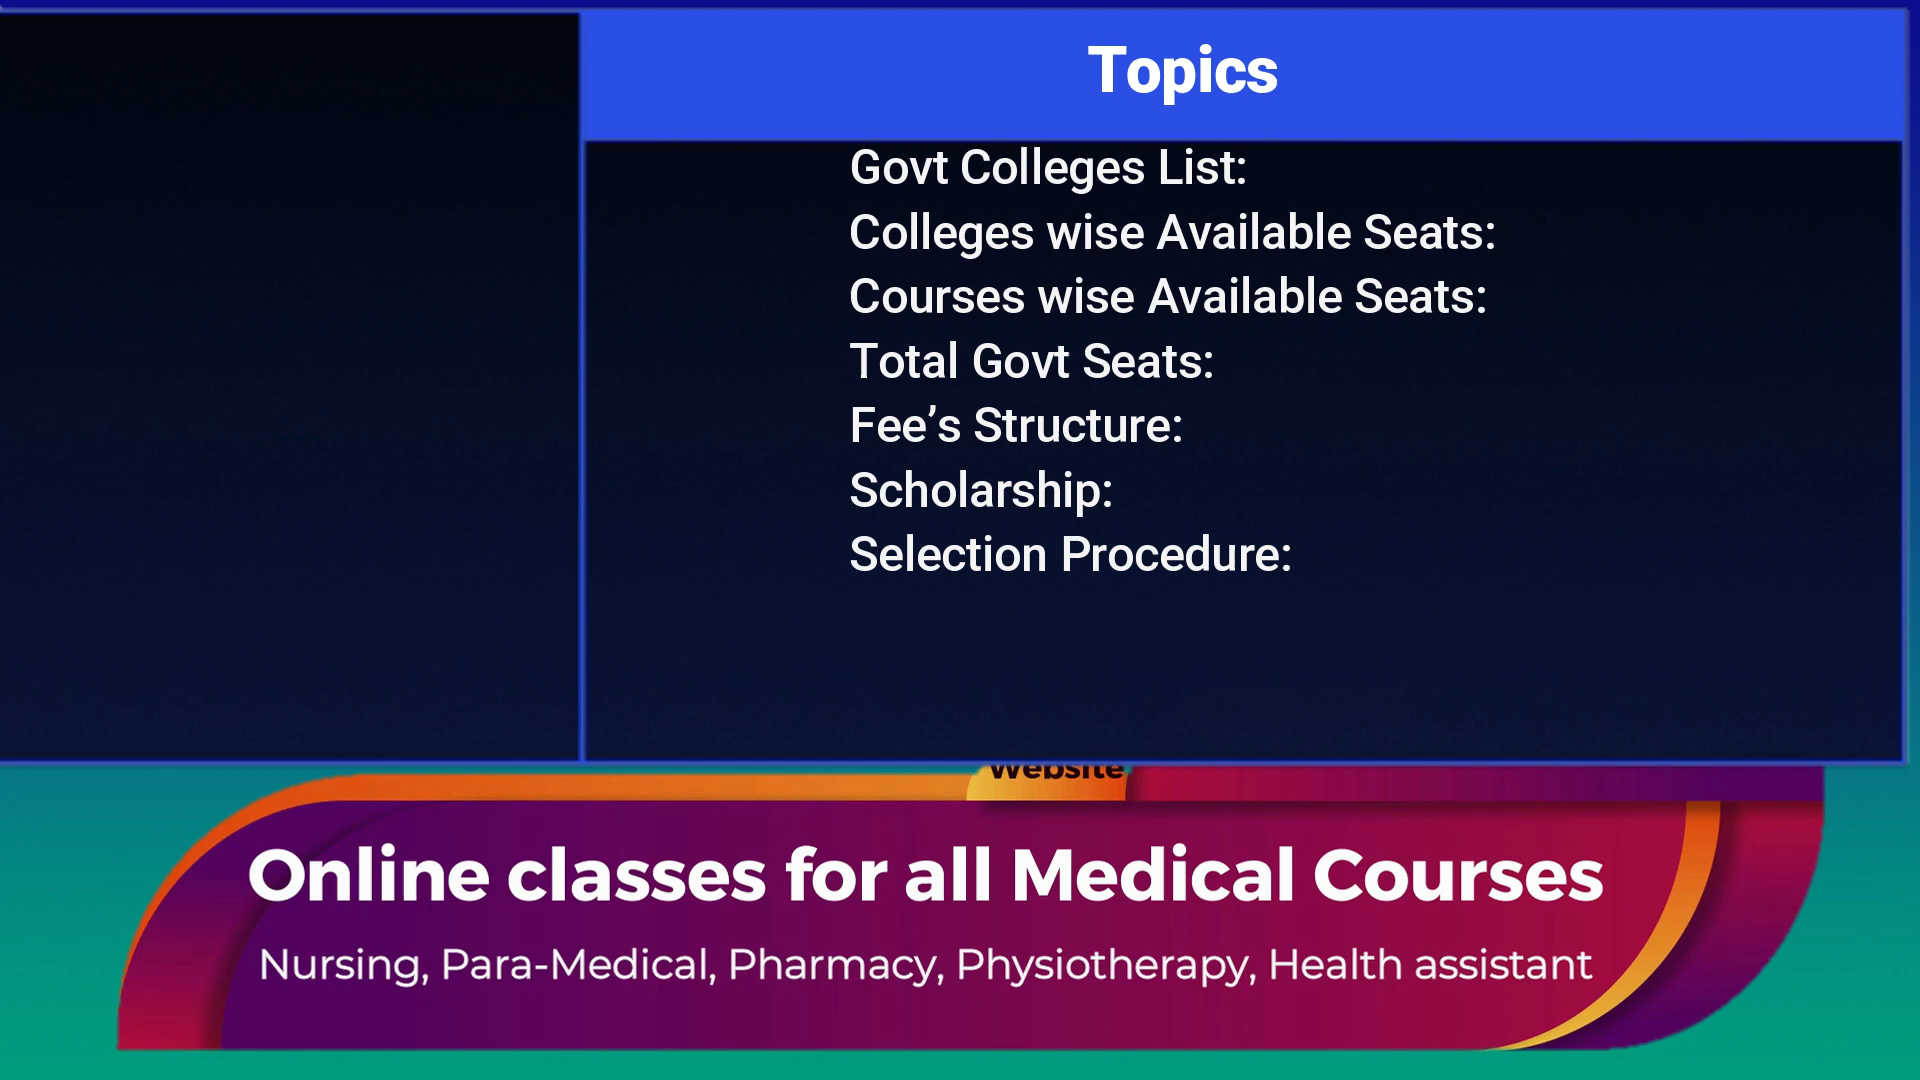 Topics
Govt Colleges List:
Colleges wise Available Seats:
Courses wise Available Seats:
Total Govt Seats:
Fee’s Structure:
Scholarship:
Selection Procedure:
Website
Online classes for all Medical Courses
Nursing, Para-Medical, Pharmacy, Physiotherapy, Health assistant